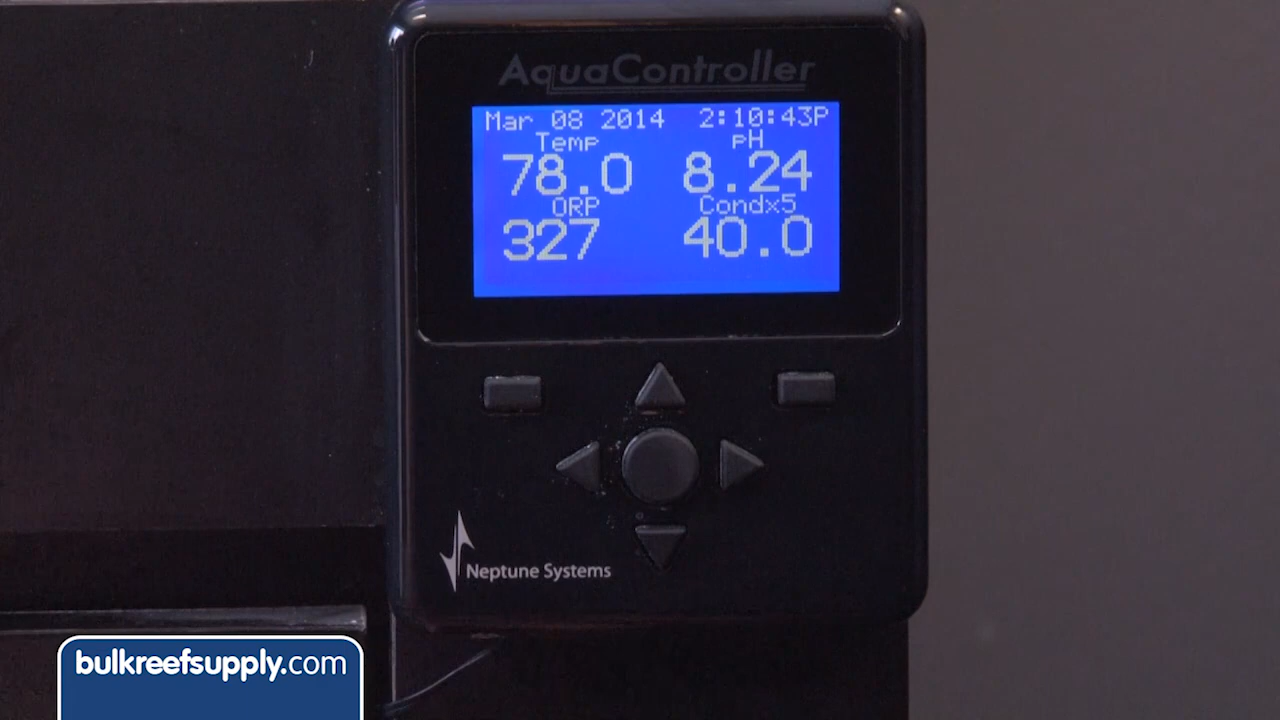 AquaController
Mar 08 2014 2:10:43P
Temp pH
78.0 8.24
ORP Condx5
327 40.0
Neptune Systems
bulkreefsupply.com